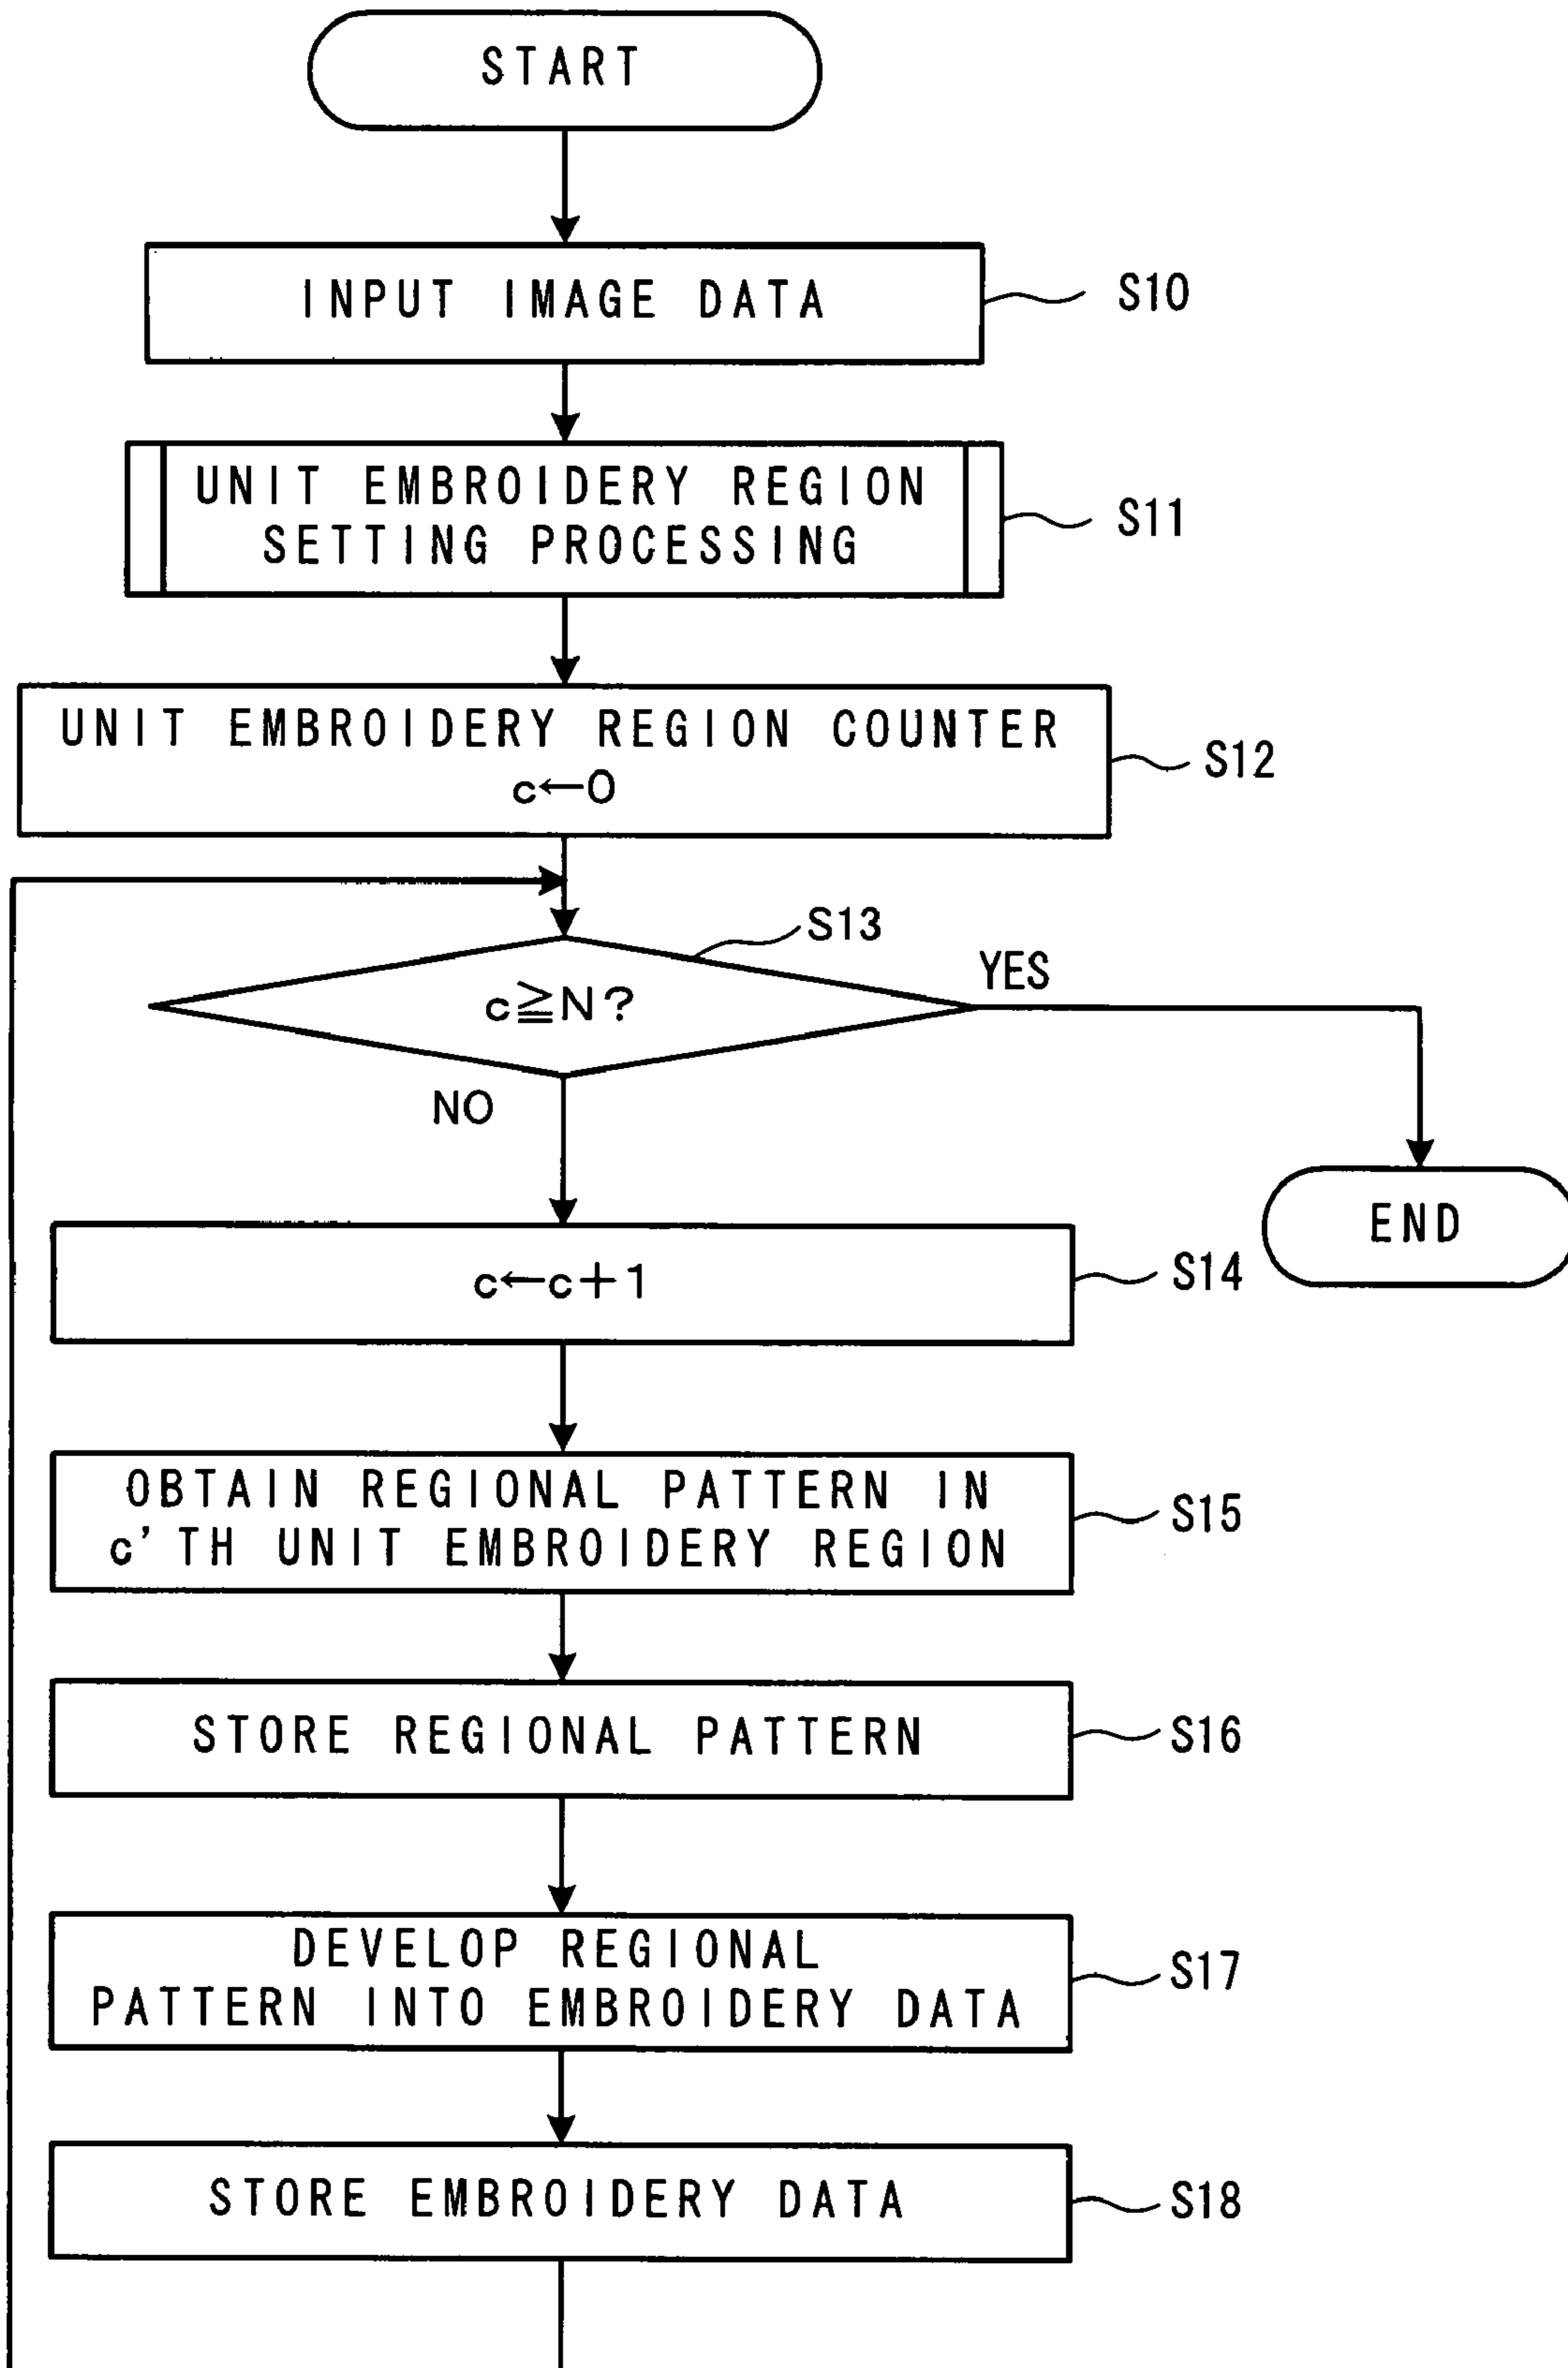 START
INPUT IMAGE DATA
S10
UNIT EMBROIDERY REGION
SETTING PROCESSING
S11
UNIT EMBROIDERY REGION COUNTER
c←0
S12
S13
c≧N?
YES
NO
END
c←c+1
S14
OBTAIN REGIONAL PATTERN IN
c'TH UNIT EMBROIDERY REGION
S15
STORE REGIONAL PATTERN
S16
DEVELOP REGIONAL
PATTERN INTO EMBROIDERY DATA
S17
STORE EMBROIDERY DATA
S18